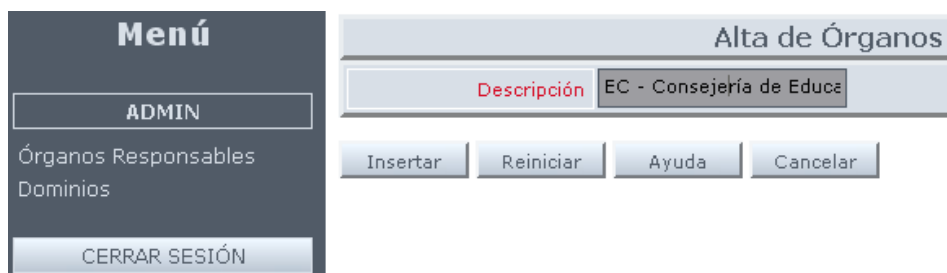 Menú
ADMIN
Órganos Responsables
Dominios
CERRAR SESIÓN
Alta de Órganos
Descripción EC - Consejería de Educa
Insertar Reiniciar Ayuda Cancelar